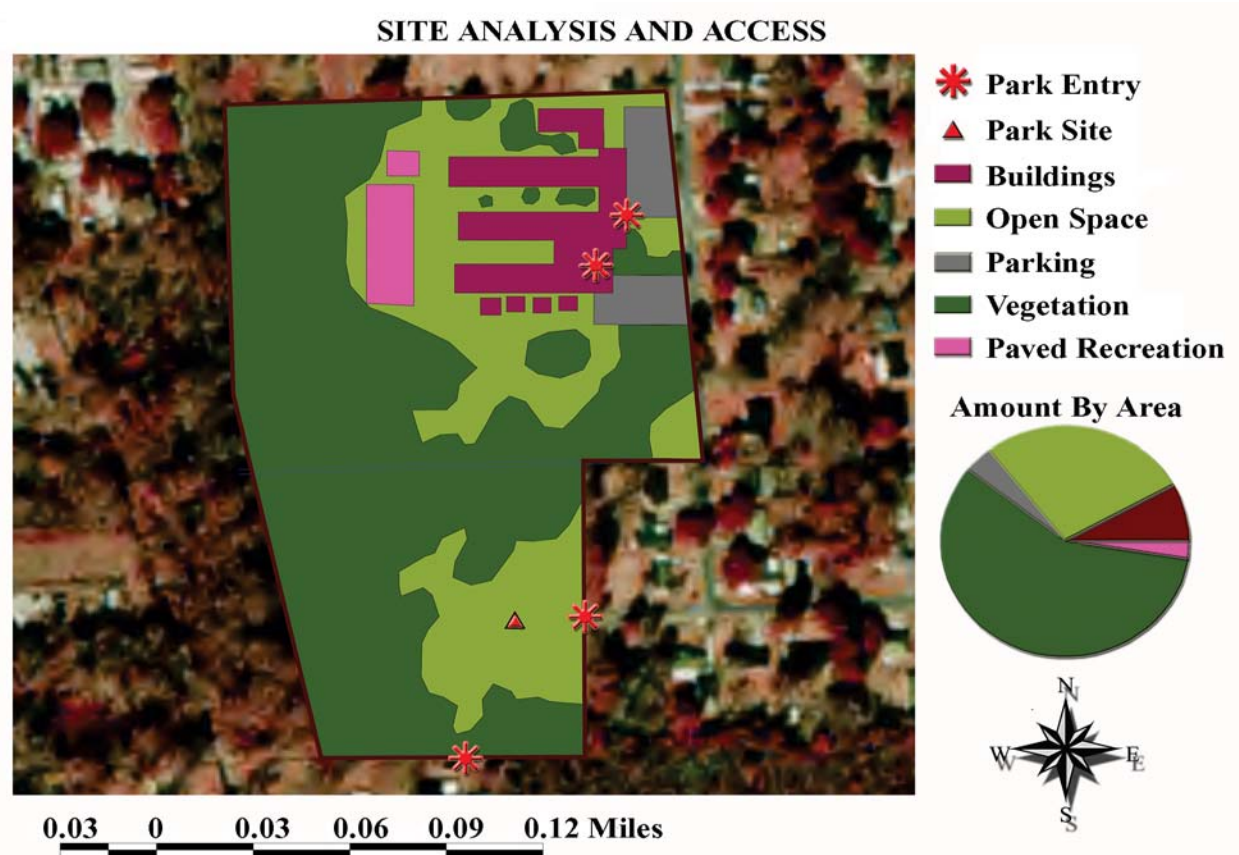 SITE ANALYSIS AND ACCESS
Park Entry
Park Site
Buildings
Open Space
Parking
Vegetation
Paved Recreation
Amount By Area
N
W E
S
0.03 0 0.03 0.06 0.09 0.12 Miles